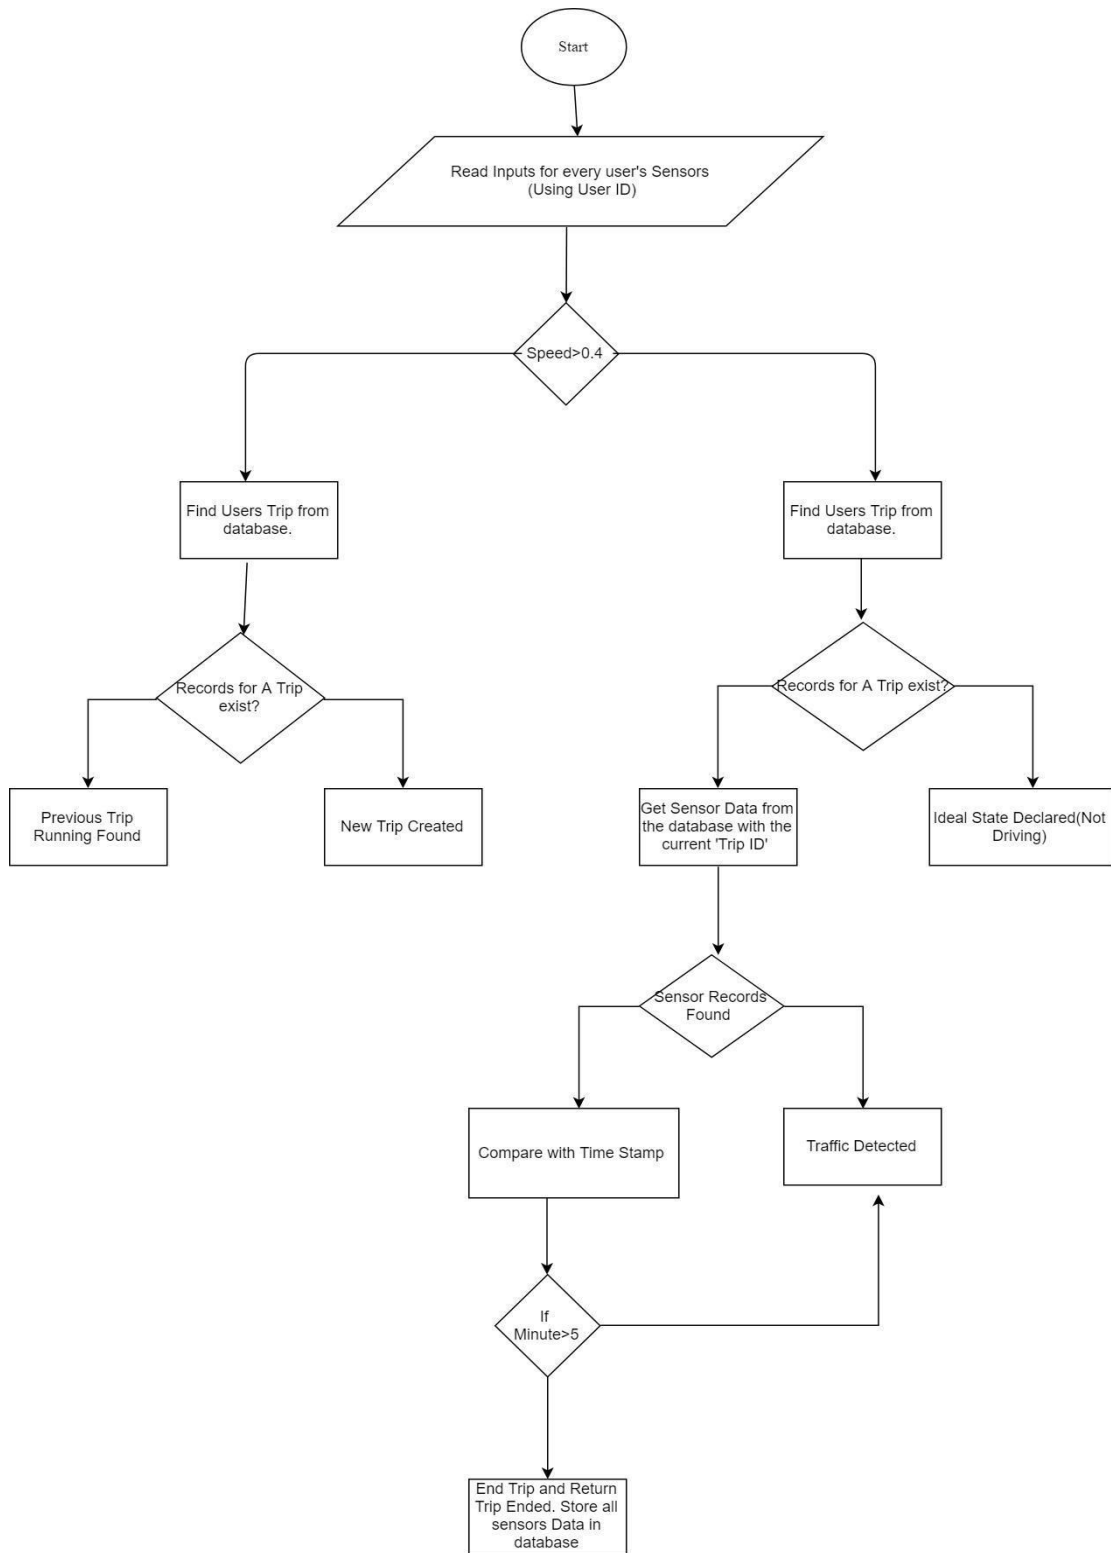 Start
Read Inputs for every user's Sensors
(Using User ID)
Speed>0.4
Find Users Trip from
database.
Find Users Trip from
database.
Records for A Trip
exist?
Records for A Trip exist?
Previous Trip
Running Found
New Trip Created
Get Sensor Data from
the database with the
current 'Trip ID'
Ideal State Declared(Not
Driving)
Sensor Records
Found
Compare with Time Stamp
Traffic Detected
If
Minute>5
End Trip and Return
Trip Ended. Store all
sensors Data in
database